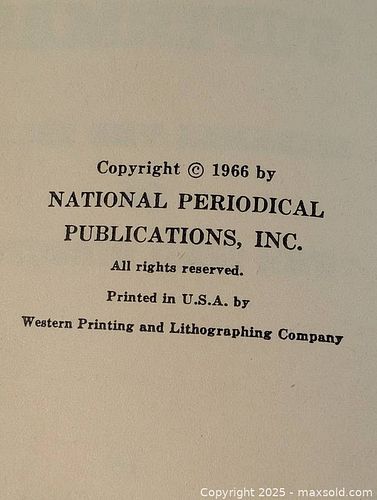 Copyright © 1966 by
NATIONAL PERIODICAL
PUBLICATIONS, INC.
All rights reserved.
Printed in U.S.A. by
Western Printing and Lithographing Company
Copyright 2025 - maxsold.com